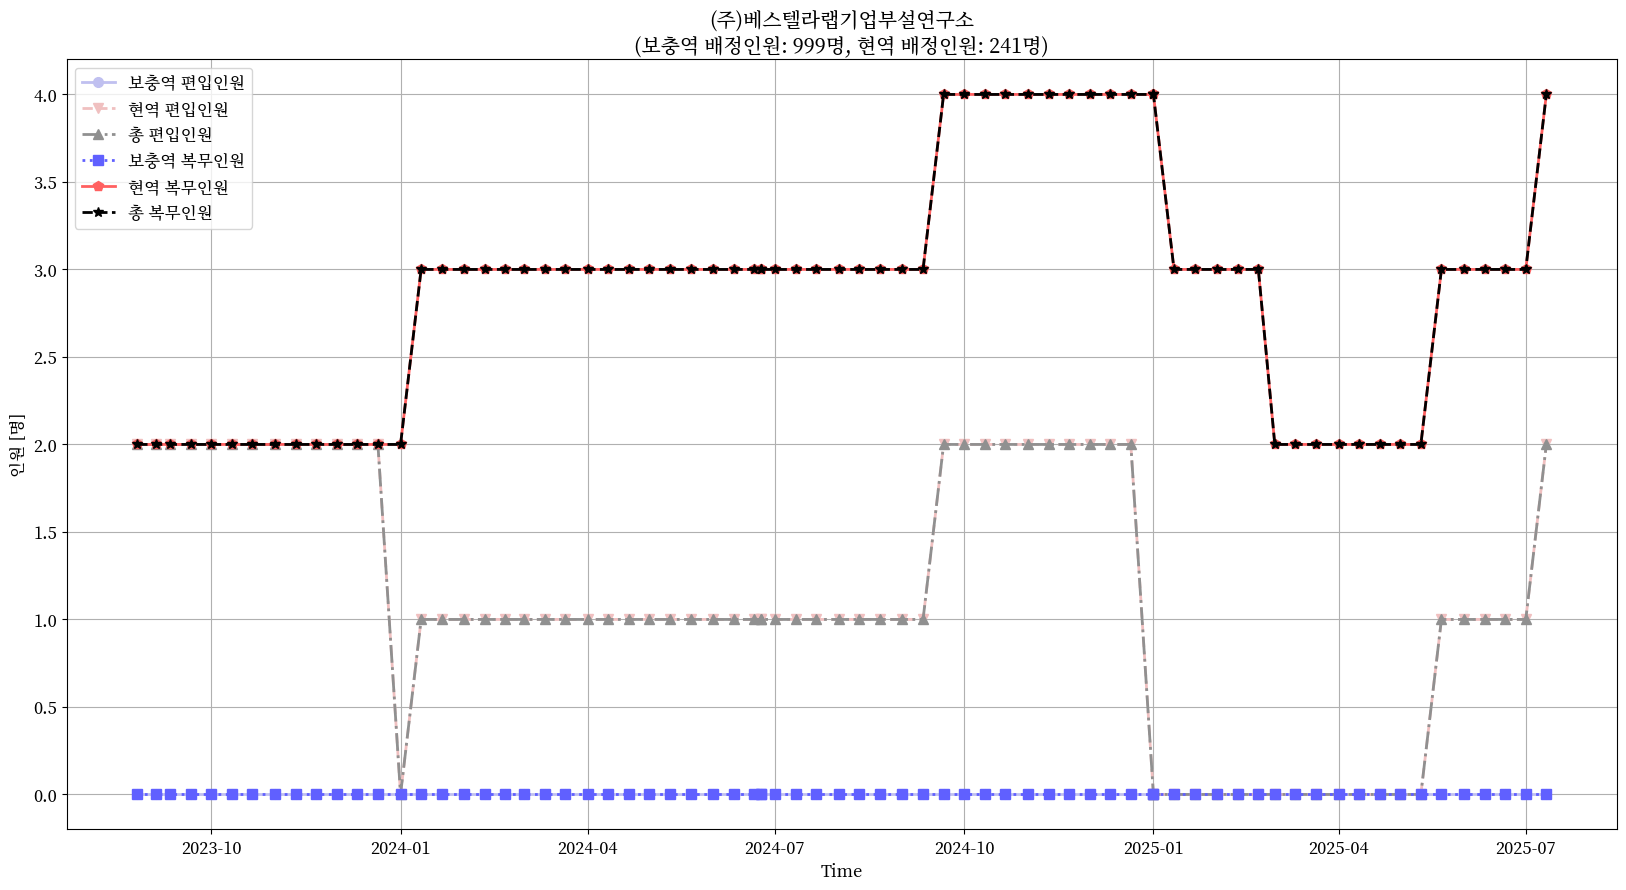 (주)베스텔라랩기업부설연구소
(보충역 배정인원: 999명, 현역 배정인원: 241명)
보충역 편입인원
현역 편입인원
총 편입인원
보충역 복무인원
현역 복무인원
총 복무인원
4.0
3.5
3.0
2.5
2.0
1.5
1.0
0.5
0.0
인원 [명]
2023-10
2024-01
2024-04
2024-07
2024-10
2025-01
2025-04
2025-07
Time